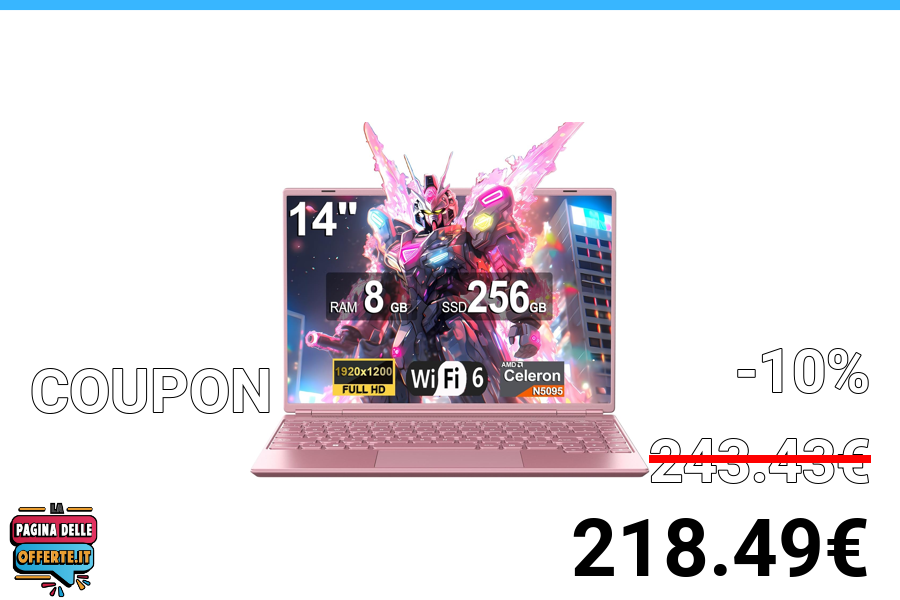 14"
RAM 8 GB SSD 256 GB
1920x1200
FULL HD
WiFi 6
AMD
Celeron
N5095
COUPON
-10%
243.43€
218.49€
LA
PAGINA DELLE
OFFERTE.IT